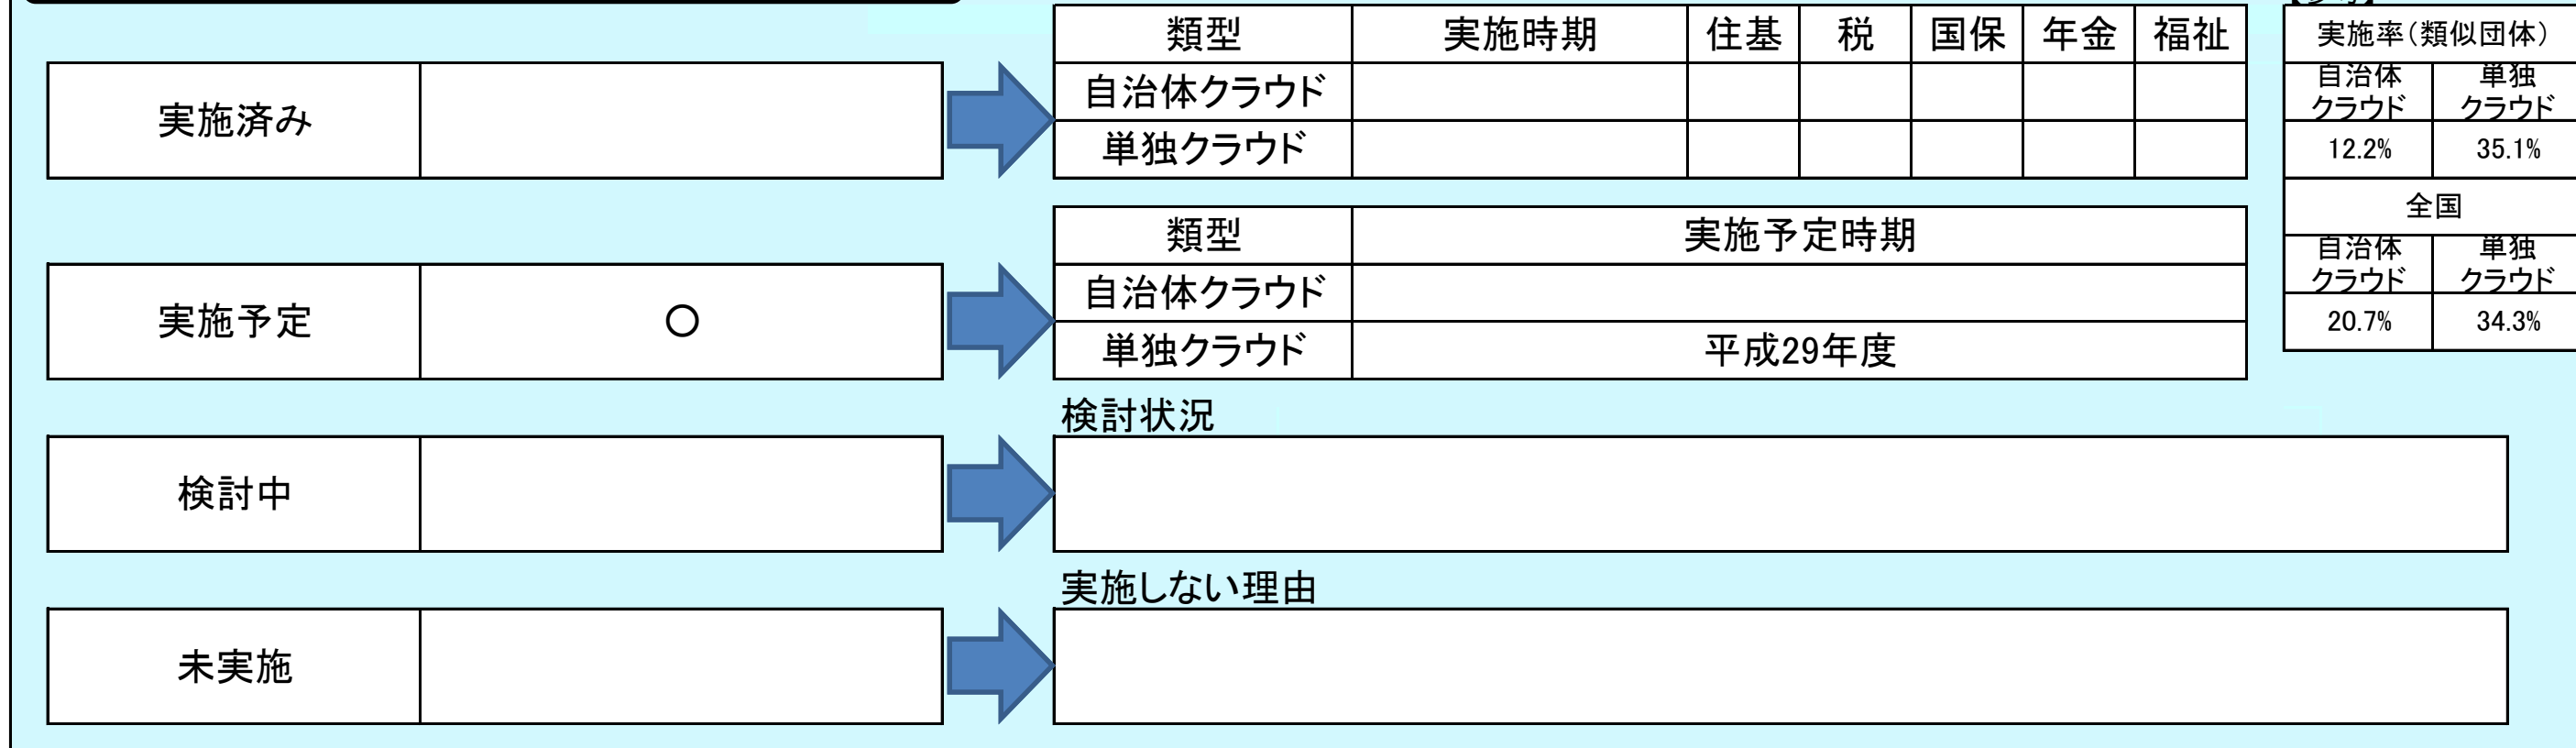 類型 実施時期 住基 税 国保 年金 福祉
実施済み
自治体クラウド
単独クラウド
類型 実施予定時期
実施予定 ○
自治体クラウド
単独クラウド 平成29年度
検討状況
検討中
実施しない理由
未実施
実施率（類似団体）
自治体 単独
クラウド クラウド
12.2% 35.1%
全国
自治体 単独
クラウド クラウド
20.7% 34.3%